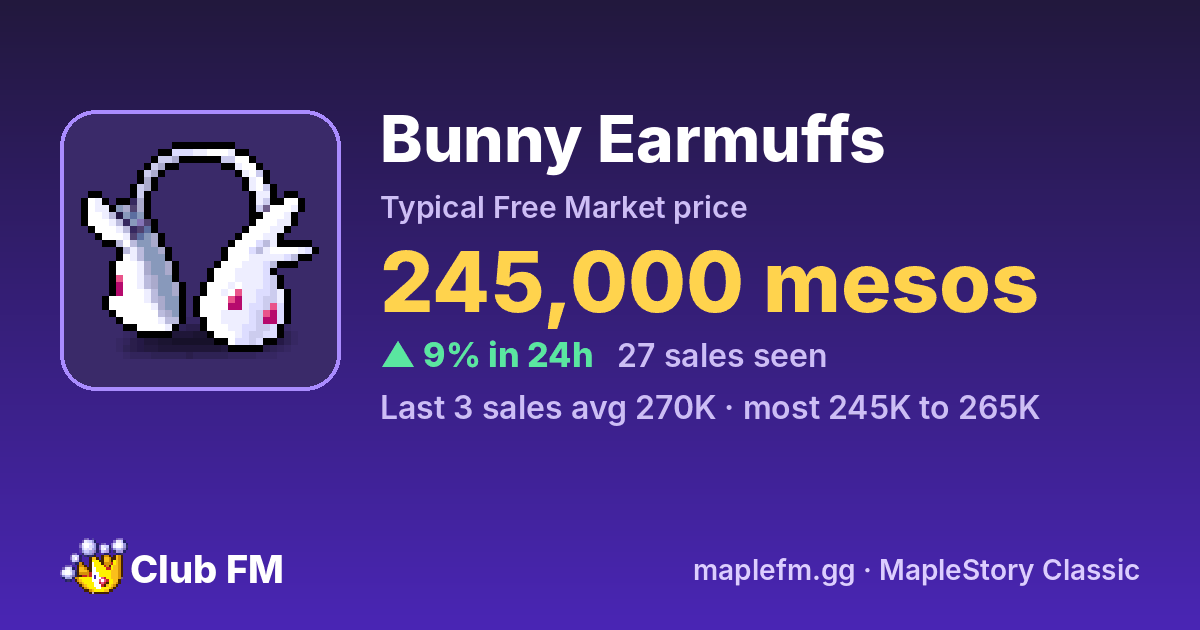 Bunny Earmuffs
Typical Free Market price
245,000 mesos
▲ 9% in 24h 27 sales seen
Last 3 sales avg 270K · most 245K to 265K
Club FM
maplefm.gg · MapleStory Classic